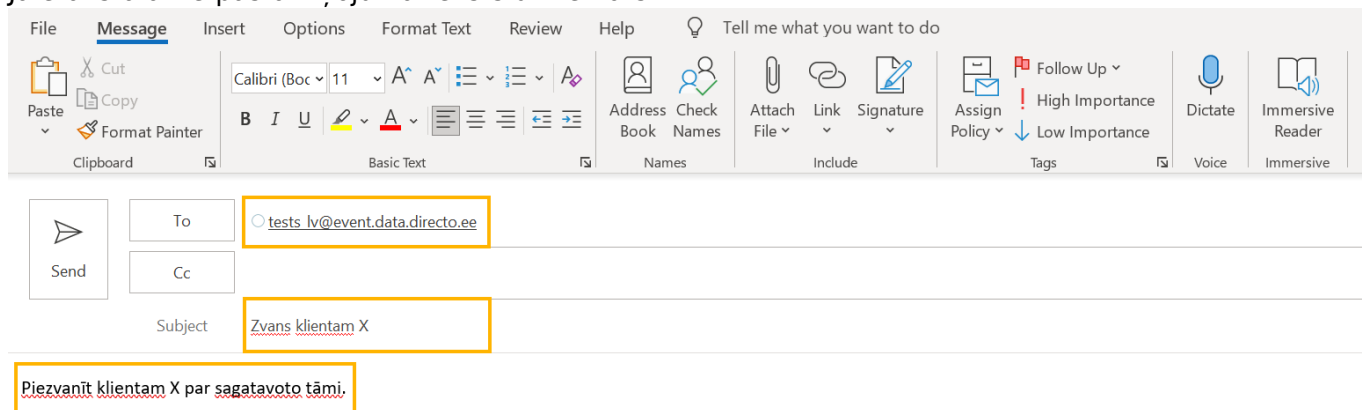 File Message Insert Options Format Text Review Help Tell me what you want to do
Cut
Copy
Format Painter
Paste
Clipboard
Calibri (Boc 11
B I U
Basic Text
Address Book
Check Names
Names
Attach File
Link
Signature
Include
Assign Policy
Follow Up
High Importance
Low Importance
Tags
Dictate
Voice
Immersive Reader
Immersive
Send
To tests_lv@event.data.directo.ee
Cc
Subject Zvans klientam X
Piezvanīt klientam X par sagatavoto tāmi.